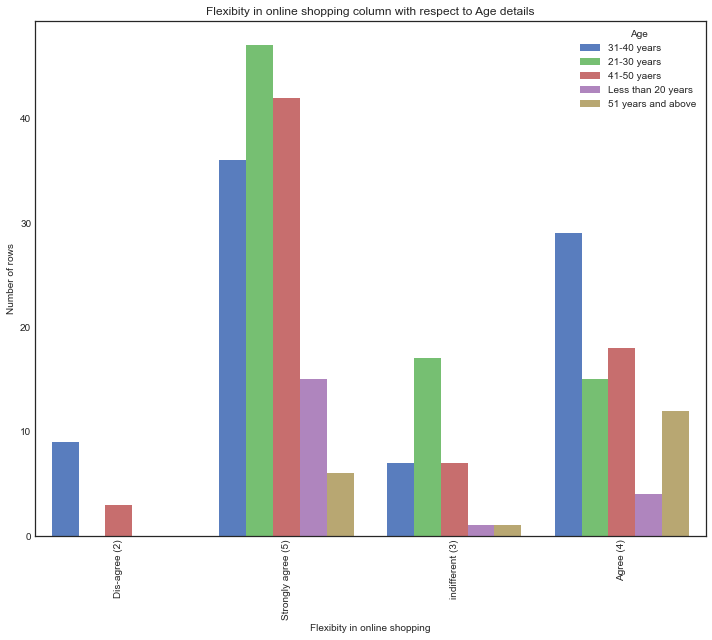 Flexibity in online shopping column with respect to Age details
Age
31-40 years
21-30 years
41-50 yaers
Less than 20 years
51 years and above
Number of rows
40
30
20
10
0
Dis-agree (2)
Strongly agree (5)
indifferent (3)
Agree (4)
Flexibity in online shopping